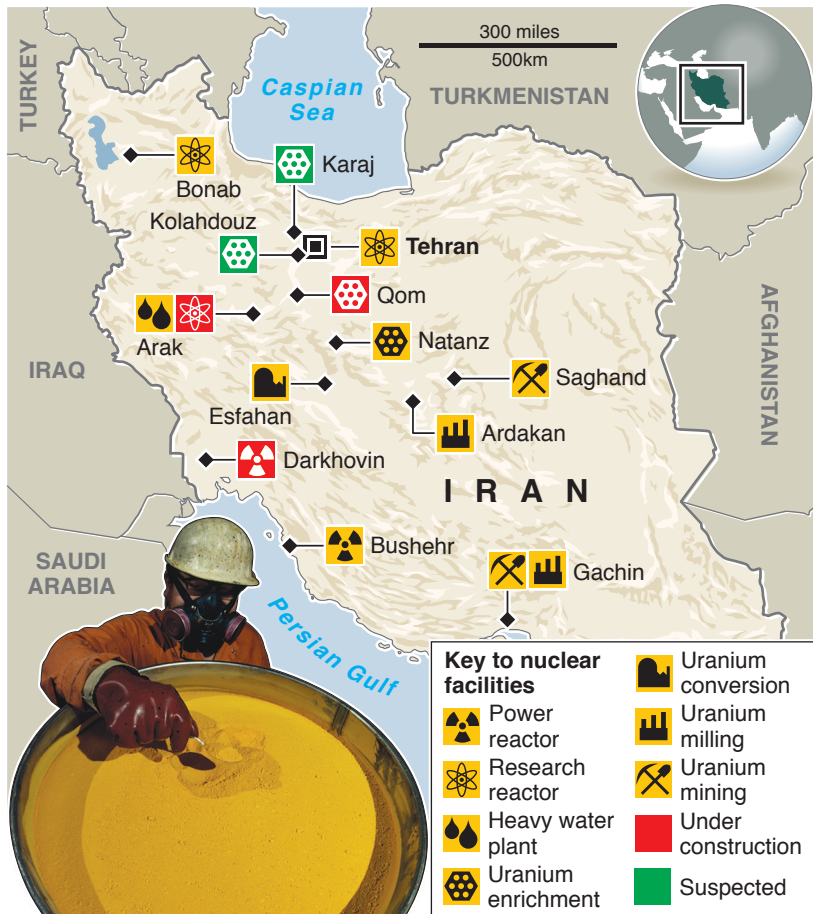 300 miles
500km
TURKEY
Caspian
Sea
TURKMENISTAN
Bonab
Karaj
Kolahdouz
Tehran
Qom
Arak
Natanz
IRAQ
AFGHANISTAN
Esfahan
Saghand
Ardakan
Darkhovin
IRAN
Bushehr
Gachin
SAUDI
ARABIA
Persian Gulf
Key to nuclear
facilities
Power
reactor
Research
reactor
Heavy water
plant
Uranium
enrichment
Uranium
conversion
Uranium
milling
Uranium
mining
Under
construction
Suspected